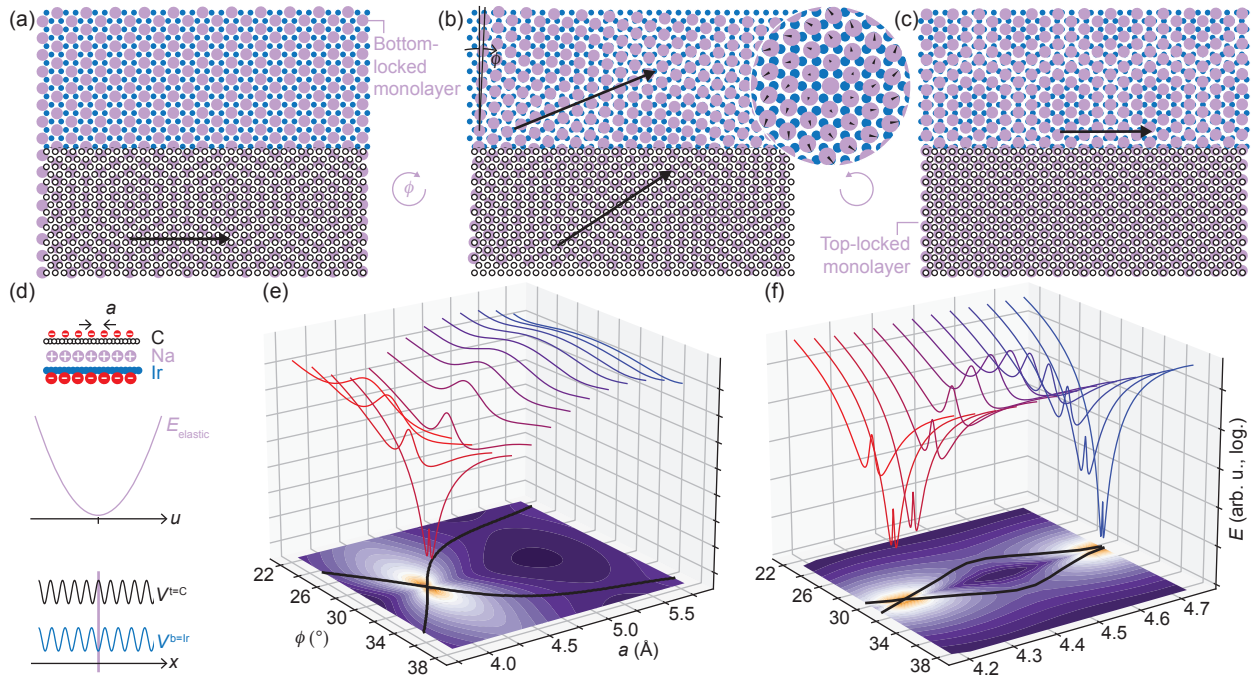 (a)
Bottom-
locked
monolayer
ϕ
(b)
ϕ
(c)
Top-locked
monolayer
(d)
a
C
Na
Ir
E_elastic
u
V^t=C
V^b=Ir
x
(e)
22
26
30
34
38
ϕ (°)
4.0
4.5
5.0
5.5
a (Å)
(f)
22
26
30
34
38
4.2
4.3
4.4
4.5
4.6
4.7
E (arb. u., log.)